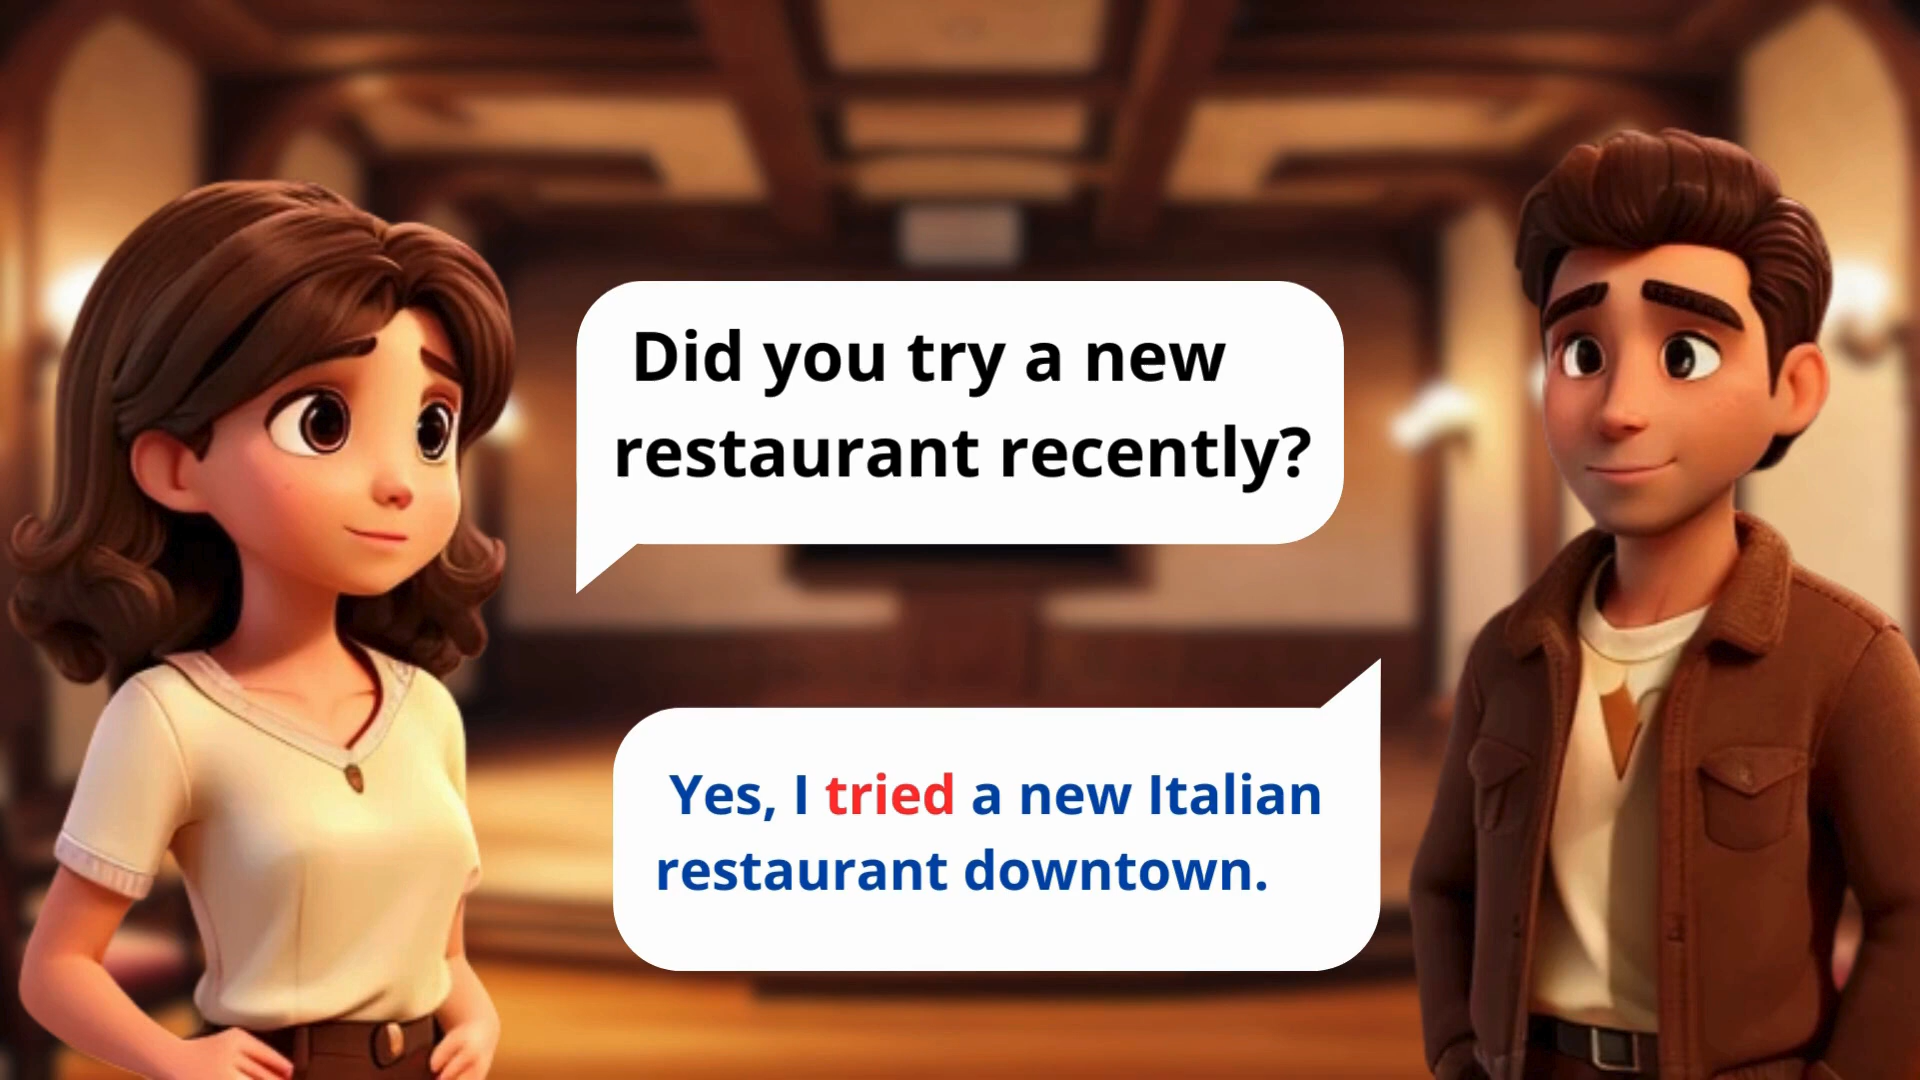 Did you try a new
restaurant recently?
Yes, I tried a new Italian
restaurant downtown.